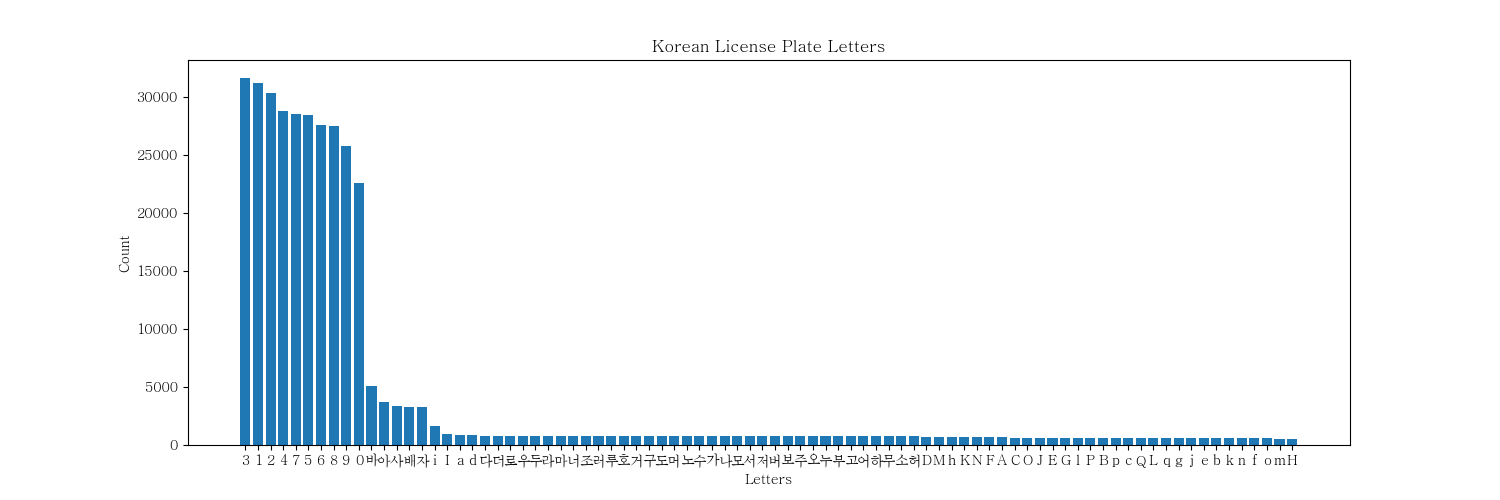 Korean License Plate Letters
30000
25000
20000
15000
10000
5000
0
Count
3 1 2 4 7 5 6 8 9 0 바 아 사 배 자 i I a d 다 더 로 우 두 라 마 너 조 러 루 호 거 구 도 머 노 수 가 나 모 서 저 버 보 주 오 누 부 고 어 하 무 소 허 D M h K N F A C O J E G l P B p c Q L q g j e b k n f o m H
Letters